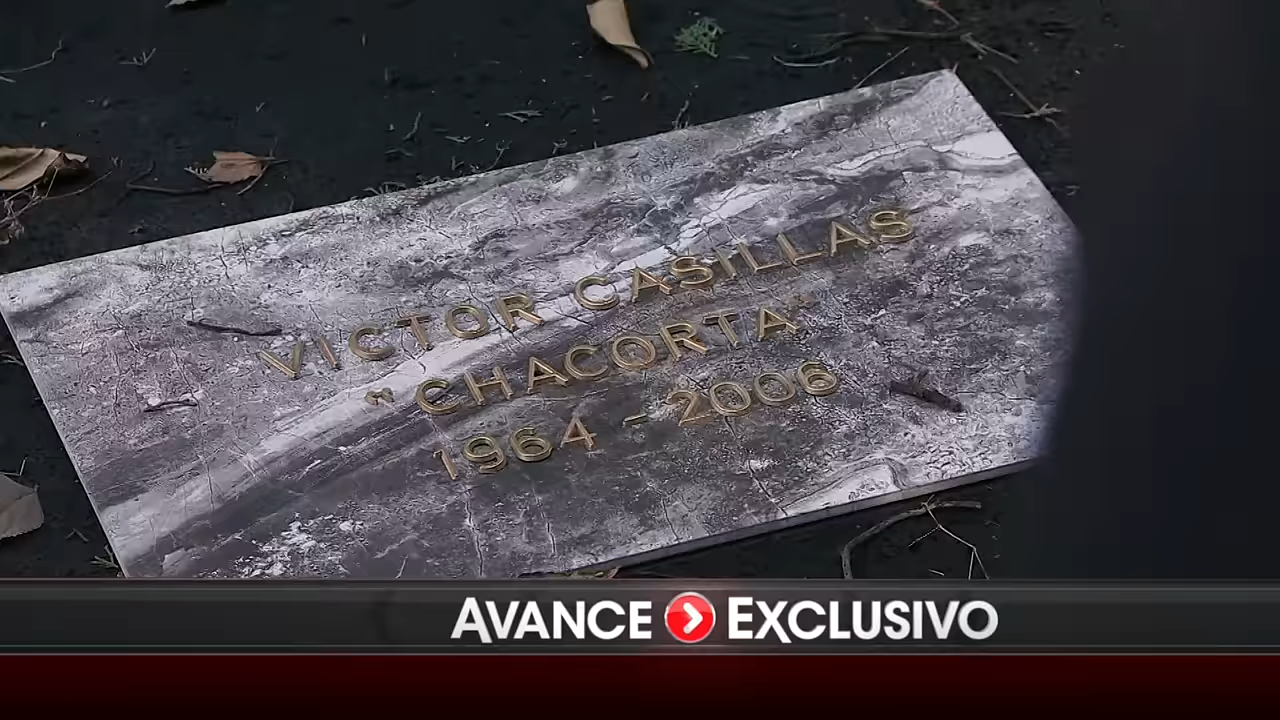 VICTOR CASILLAS
"CHACORTA"
1964 - 2006
AVANCE EXCLUSIVO